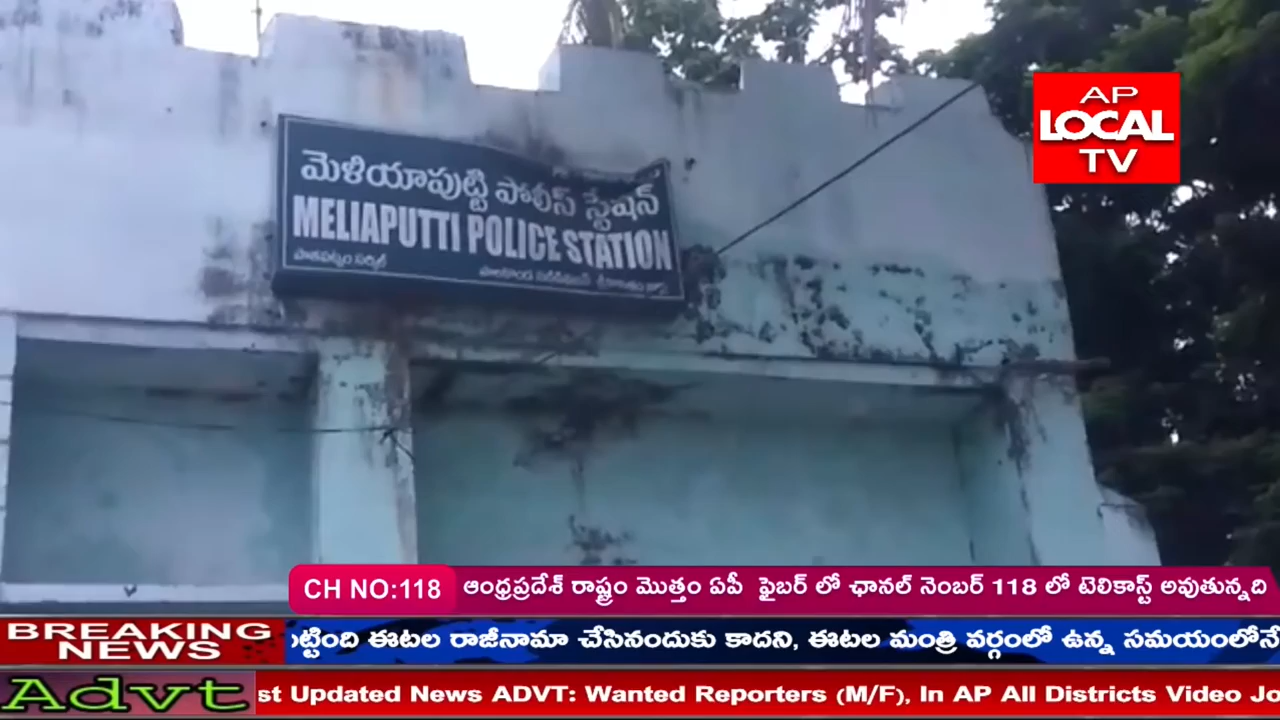 AP
LOCAL
TV
మెళియాపుట్టి పోలీస్ స్టేషన్
MELIAPUTTI POLICE STATION
పాతపట్నం సర్కిల్
CH NO:118 ఆంధ్రప్రదేశ్ రాష్ట్రం మొత్తం ఏపీ ఫైబర్ లో ఛానల్ నెంబర్ 118 లో టెలికాస్ట్ అవుతున్నది
BREAKING
NEWS
ట్టింది ఈటల రాజీనామా చేసినందుకు కాదని, ఈటల మంత్రి వర్గంలో ఉన్న సమయంలోనే
Advt
st Updated News ADVT: Wanted Reporters (M/F), In AP All Districts Video Jo